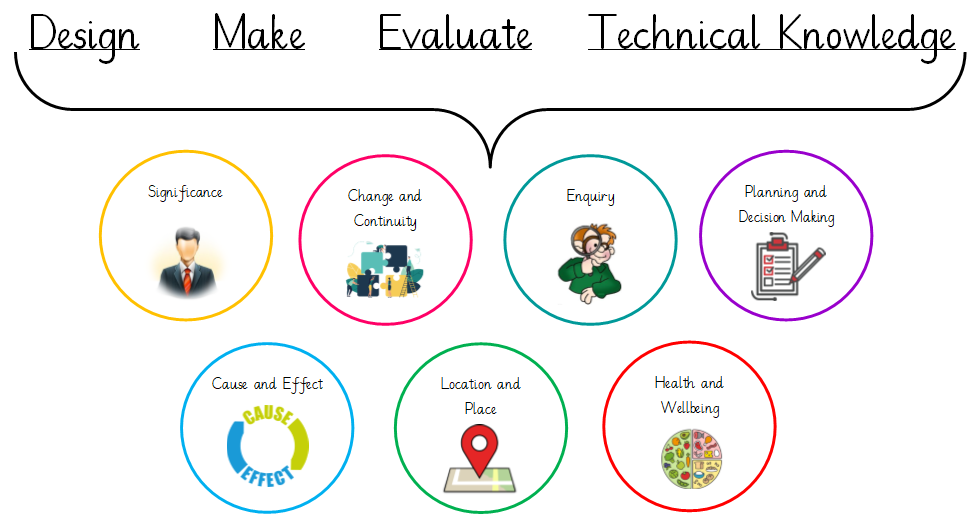 Design Make Evaluate Technical Knowledge
Significance
Change and
Continuity
Enquiry
Planning and
Decision Making
Cause and Effect
CAUSE
EFFECT
Location and
Place
Health and
Wellbeing